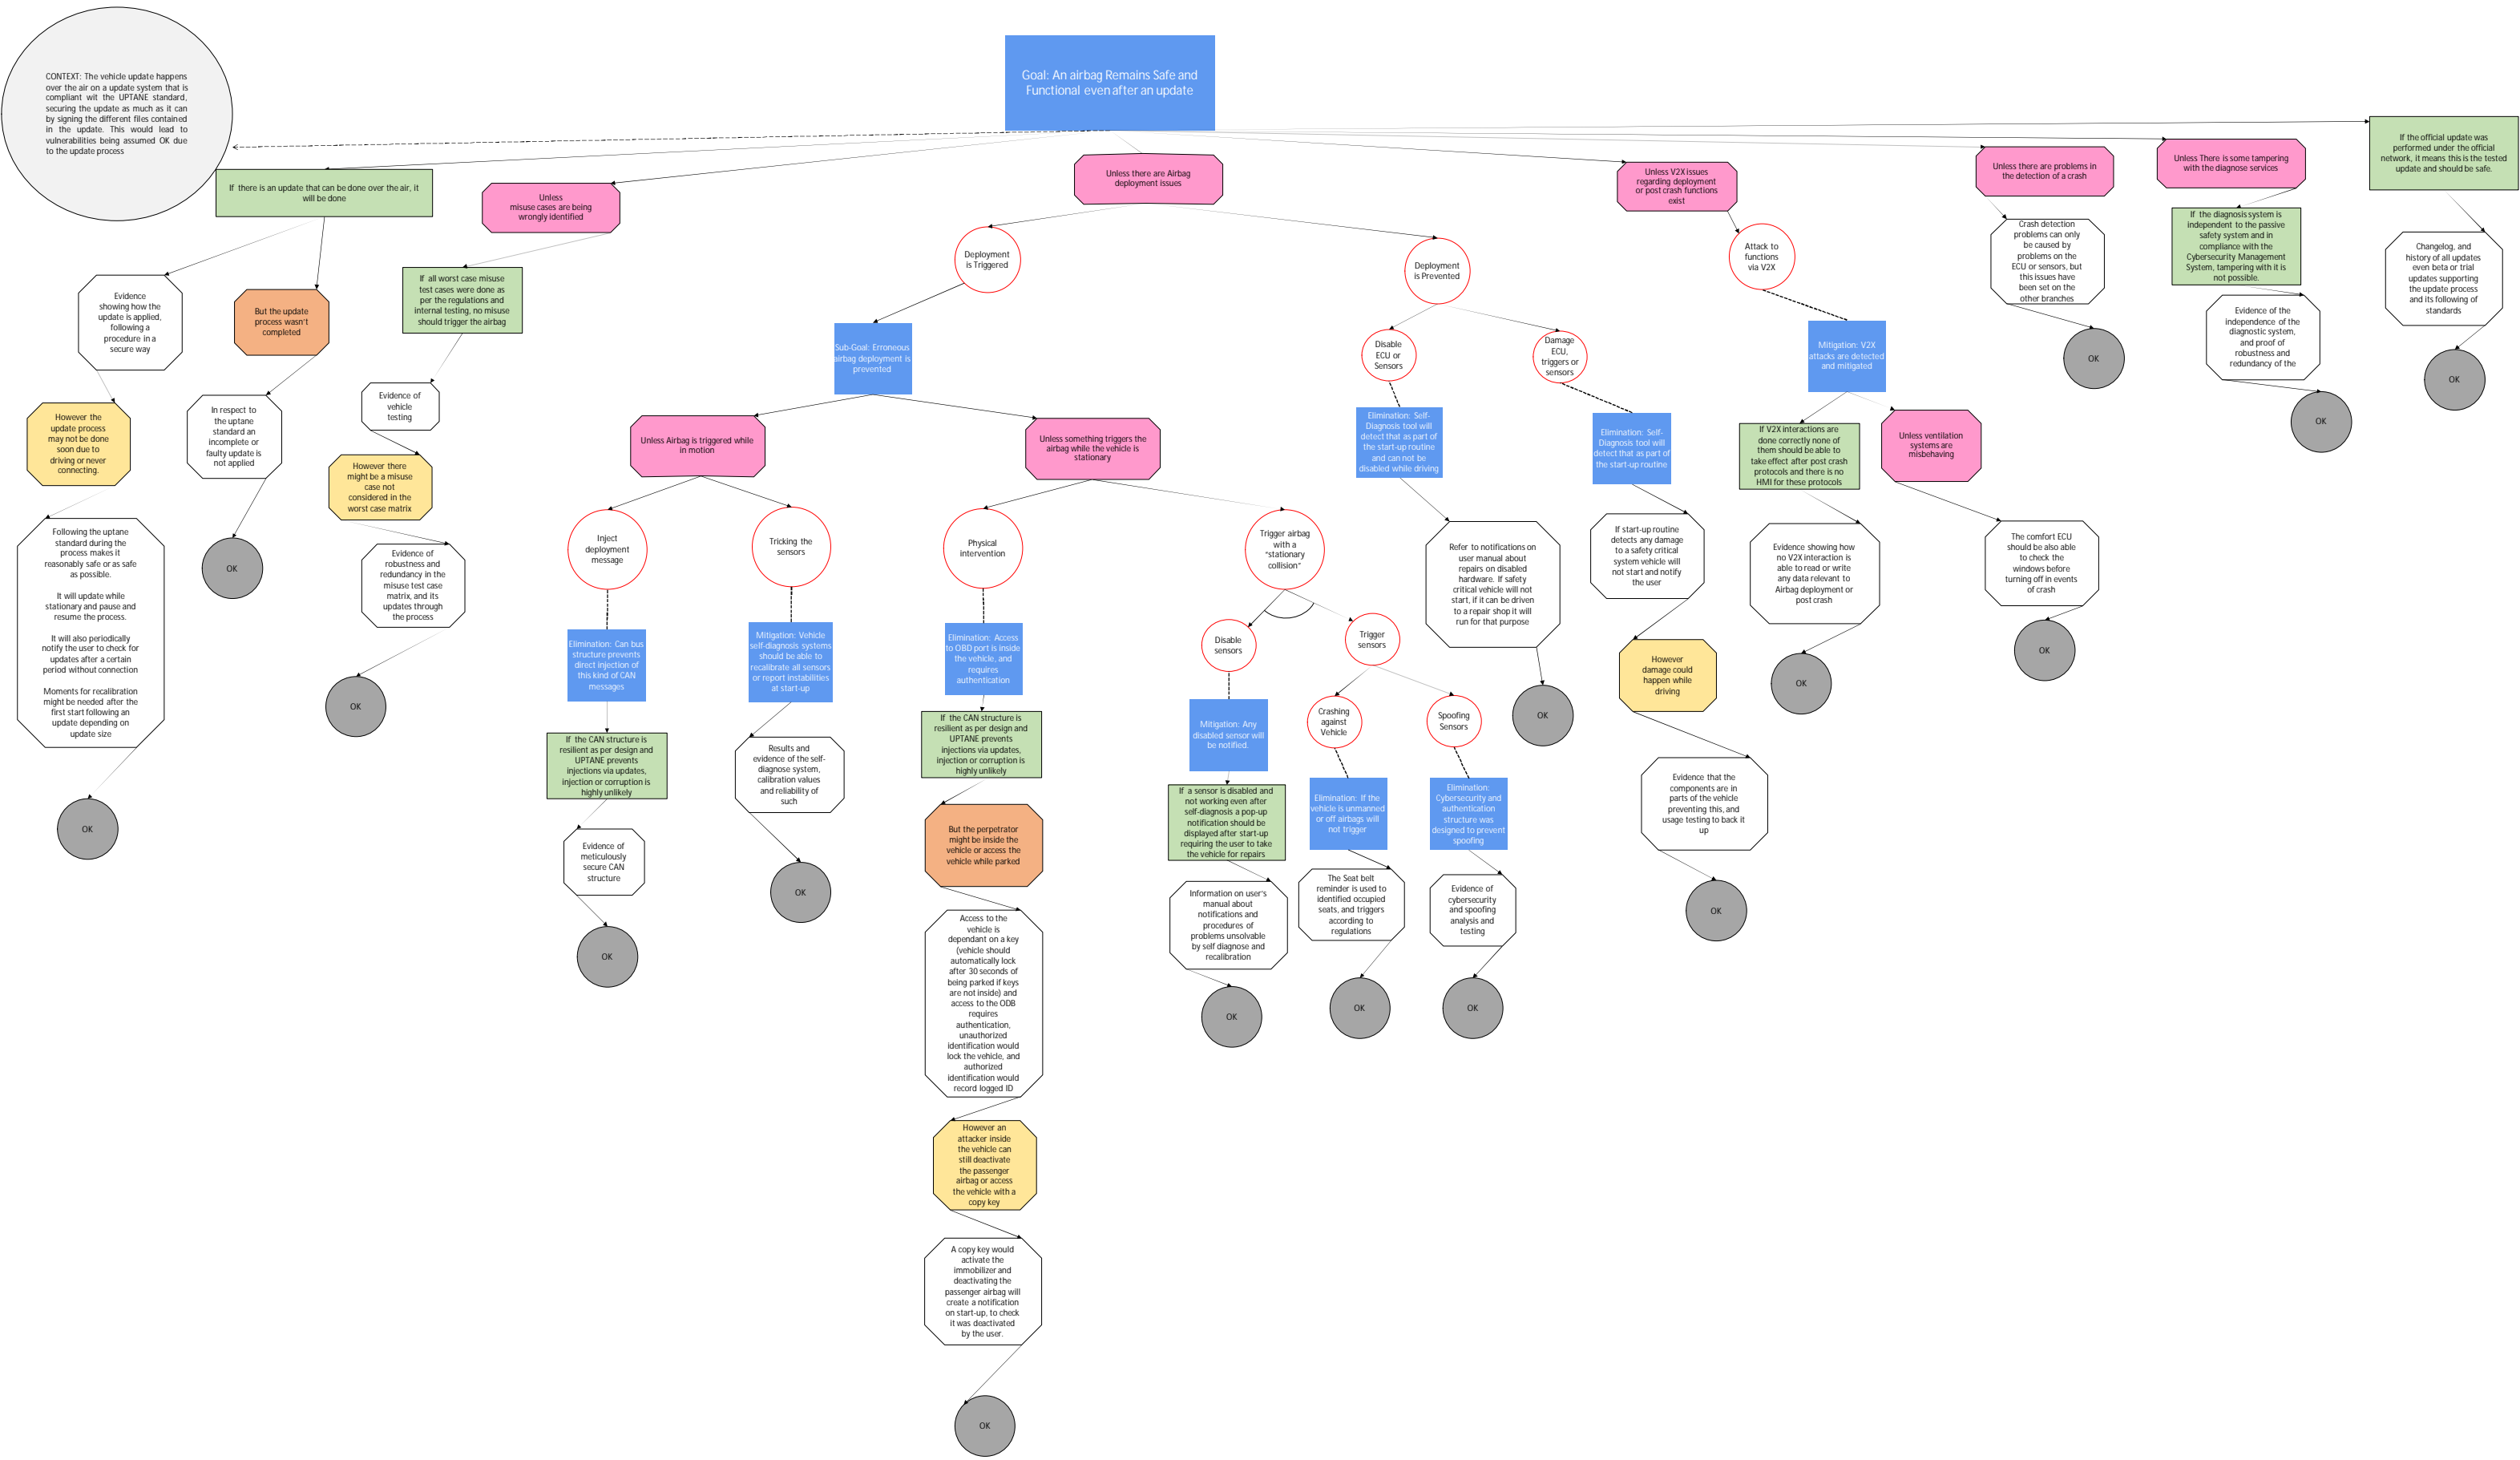 CONTEXT: The vehicle update happens
over the air on a update system that is
compliant wit the UPTANE standard,
securing the update as much as it can
by signing the different files contained
in the update. This would lead to
vulnerabilities being assumed OK due
to the update process
Goal: An airbag Remains Safe and
Functional even after an update
If there is an update that can be done over the air, it
will be done
Unless
misuse cases are being
wrongly identified
Unless there are Airbag
deployment issues
Unless V2X issues
regarding deployment
or post crash functions
exist
Unless there are problems in
the detection of a crash
Unless There is some tampering
with the diagnose services
If the official update was
performed under the official
network, it means this is the tested
update and should be safe.
Evidence
showing how the
update is applied,
following a
procedure in a
secure way
But the update
process wasn't
completed
However the
update process
may not be done
soon due to
driving or never
connecting.
In respect to
the uptane
standard an
incomplete or
faulty update is
not applied
OK
Following the uptane
standard during the
process makes it
reasonably safe or as safe
as possible.
It will update while
stationary and pause and
resume the process.
It will also periodically
notify the user to check for
updates after a certain
period without connection
Moments for recalibration
might be needed after the
first start following an
update depending on
update size
OK
If all worst case misuse
test cases were done as
per the regulations and
internal testing, no misuse
should trigger the airbag
Evidence of
vehicle
testing
However there
might be a misuse
case not
considered in the
worst case matrix
Evidence of
robustness and
redundancy in the
misuse test case
matrix, and its
updates through
the process
OK
Deployment
is Triggered
Deployment
is Prevented
Sub-Goal: Erroneous
airbag deployment is
prevented
Unless Airbag is triggered while
in motion
Unless something triggers the
airbag while the vehicle is
stationary
Inject
deployment
message
Tricking the
sensors
Physical
intervention
Trigger airbag
with a
"stationary
collision"
Elimination: Can bus
structure prevents
direct injection of
this kind of CAN
messages
If the CAN structure is
resilient as per design and
UPTANE prevents
injections via updates,
injection or corruption is
highly unlikely
Evidence of
meticulously
secure CAN
structure
OK
Mitigation: Vehicle
self-diagnosis systems
should be able to
recalibrate all sensors
or report instabilities
at start-up
Results and
evidence of the self-
diagnose system,
calibration values
and reliability of
such
OK
Elimination: Access
to OBD port is inside
the vehicle, and
requires
authentication
If the CAN structure is
resilient as per design and
UPTANE prevents
injections via updates,
injection or corruption is
highly unlikely
But the perpetrator
might be inside the
vehicle or access the
vehicle while parked
Access to the
vehicle is
dependant on a key
(vehicle should
automatically lock
after 30 seconds of
being parked if keys
are not inside) and
access to the ODB
requires
authentication,
unauthorized
identification would
lock the vehicle, and
authorized
identification would
record logged ID
However an
attacker inside
the vehicle can
still deactivate
the passenger
airbag or access
the vehicle with a
copy key
A copy key would
activate the
immobilizer and
deactivating the
passenger airbag will
create a notification
on start-up, to check
it was deactivated
by the user.
OK
Disable
sensors
Trigger
sensors
Mitigation: Any
disabled sensor will
be notified.
If a sensor is disabled and
not working even after
self-diagnosis a pop-up
notification should be
displayed after start-up
requiring the user to take
the vehicle for repairs
Information on user's
manual about
notifications and
procedures of
problems unsolvable
by self diagnose and
recalibration
OK
Crashing
against
Vehicle
Spoofing
Sensors
Elimination: If the
vehicle is unmanned
or off airbags will
not trigger
The Seat belt
reminder is used to
identified occupied
seats, and triggers
according to
regulations
OK
Elimination:
Cybersecurity and
authentication
structure was
designed to prevent
spoofing
Evidence of
cybersecurity
and spoofing
analysis and
testing
OK
Disable
ECU or
Sensors
Damage
ECU,
triggers or
sensors
Elimination: Self-
Diagnosis tool will
detect that as part of
the start-up routine
and can not be
disabled while driving
Refer to notifications on
user manual about
repairs on disabled
hardware. If safety
critical vehicle will not
start, if it can be driven
to a repair shop it will
run for that purpose
OK
Elimination: Self-
Diagnosis tool will
detect that as part of
the start-up routine
If start-up routine
detects any damage
to a safety critical
system vehicle will
not start and notify
the user
However
damage could
happen while
driving
Evidence that the
components are in
parts of the vehicle
preventing this, and
usage testing to back it
up
OK
Attack to
functions
via V2X
Mitigation: V2X
attacks are detected
and mitigated
If V2X interactions are
done correctly none of
them should be able to
take effect after post crash
protocols and there is no
HMI for these protocols
Unless ventilation
systems are
misbehaving
Evidence showing how
no V2X interaction is
able to read or write
any data relevant to
Airbag deployment or
post crash
OK
The comfort ECU
should be also able
to check the
windows before
turning off in events
of crash
OK
Crash detection
problems can only
be caused by
problems on the
ECU or sensors, but
this issues have
been set on the
other branches
OK
If the diagnosis system is
independent to the passive
safety system and in
compliance with the
Cybersecurity Management
System, tampering with it is
not possible.
Evidence of the
independence of the
diagnostic system,
and proof of
robustness and
redundancy of the
OK
Changelog, and
history of all updates
even beta or trial
updates supporting
the update process
and its following of
standards
OK